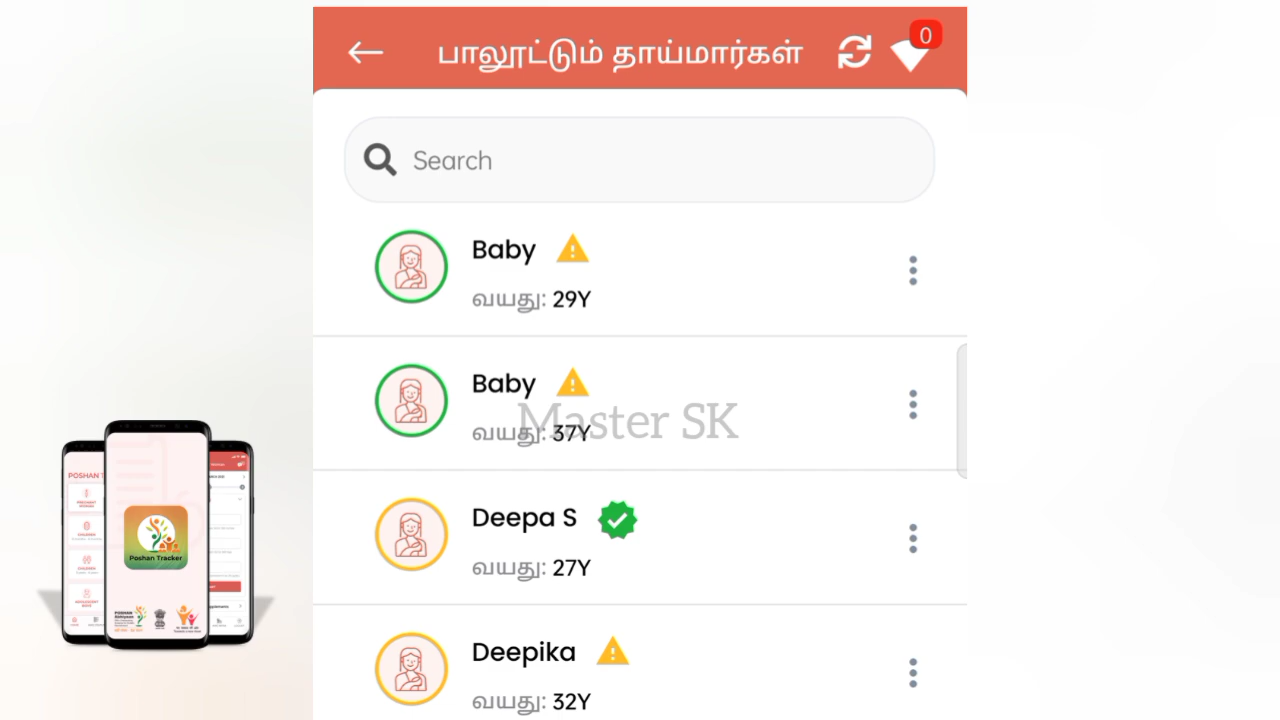 பாலூட்டும் தாய்மார்கள்
0
Search
Baby
வயது: 29Y
Baby
வயது: 37Y
Master SK
Deepa S
வயது: 27Y
Deepika
வயது: 32Y
POSHAN T
Poshan Tracker